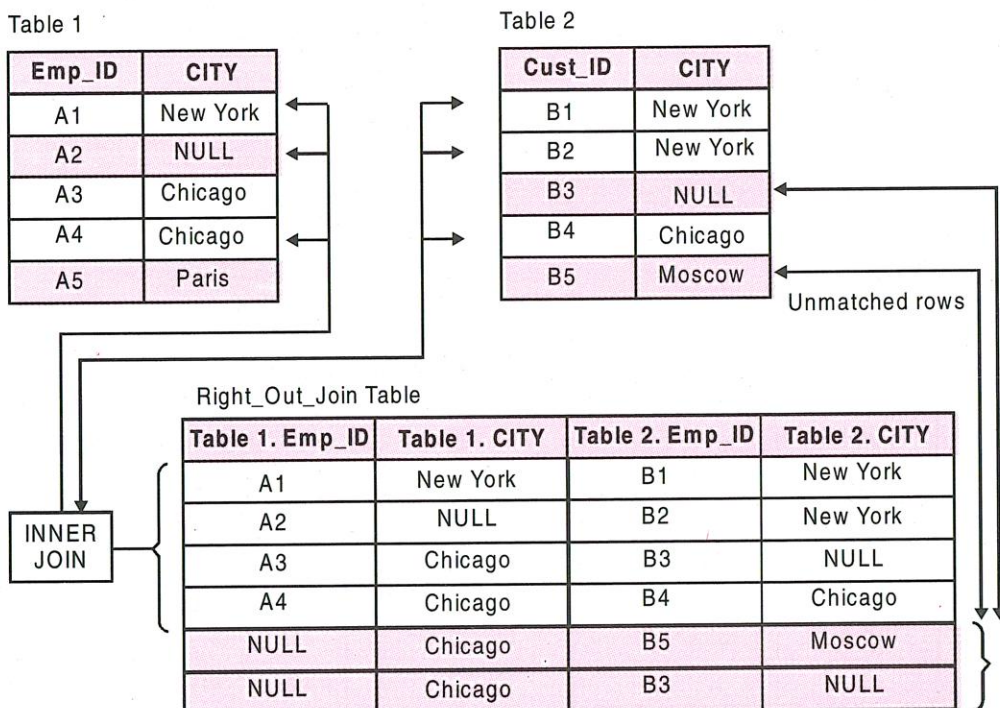 Table 1
Emp_ID CITY
A1 New York
A2 NULL
A3 Chicago
A4 Chicago
A5 Paris
Table 2
Cust_ID CITY
B1 New York
B2 New York
B3 NULL
B4 Chicago
B5 Moscow
Unmatched rows
Right_Out_Join Table
Table 1. Emp_ID Table 1. CITY Table 2. Emp_ID Table 2. CITY
A1 New York B1 New York
A2 NULL B2 New York
A3 Chicago B3 NULL
A4 Chicago B4 Chicago
NULL Chicago B5 Moscow
NULL Chicago B3 NULL
INNER
JOIN